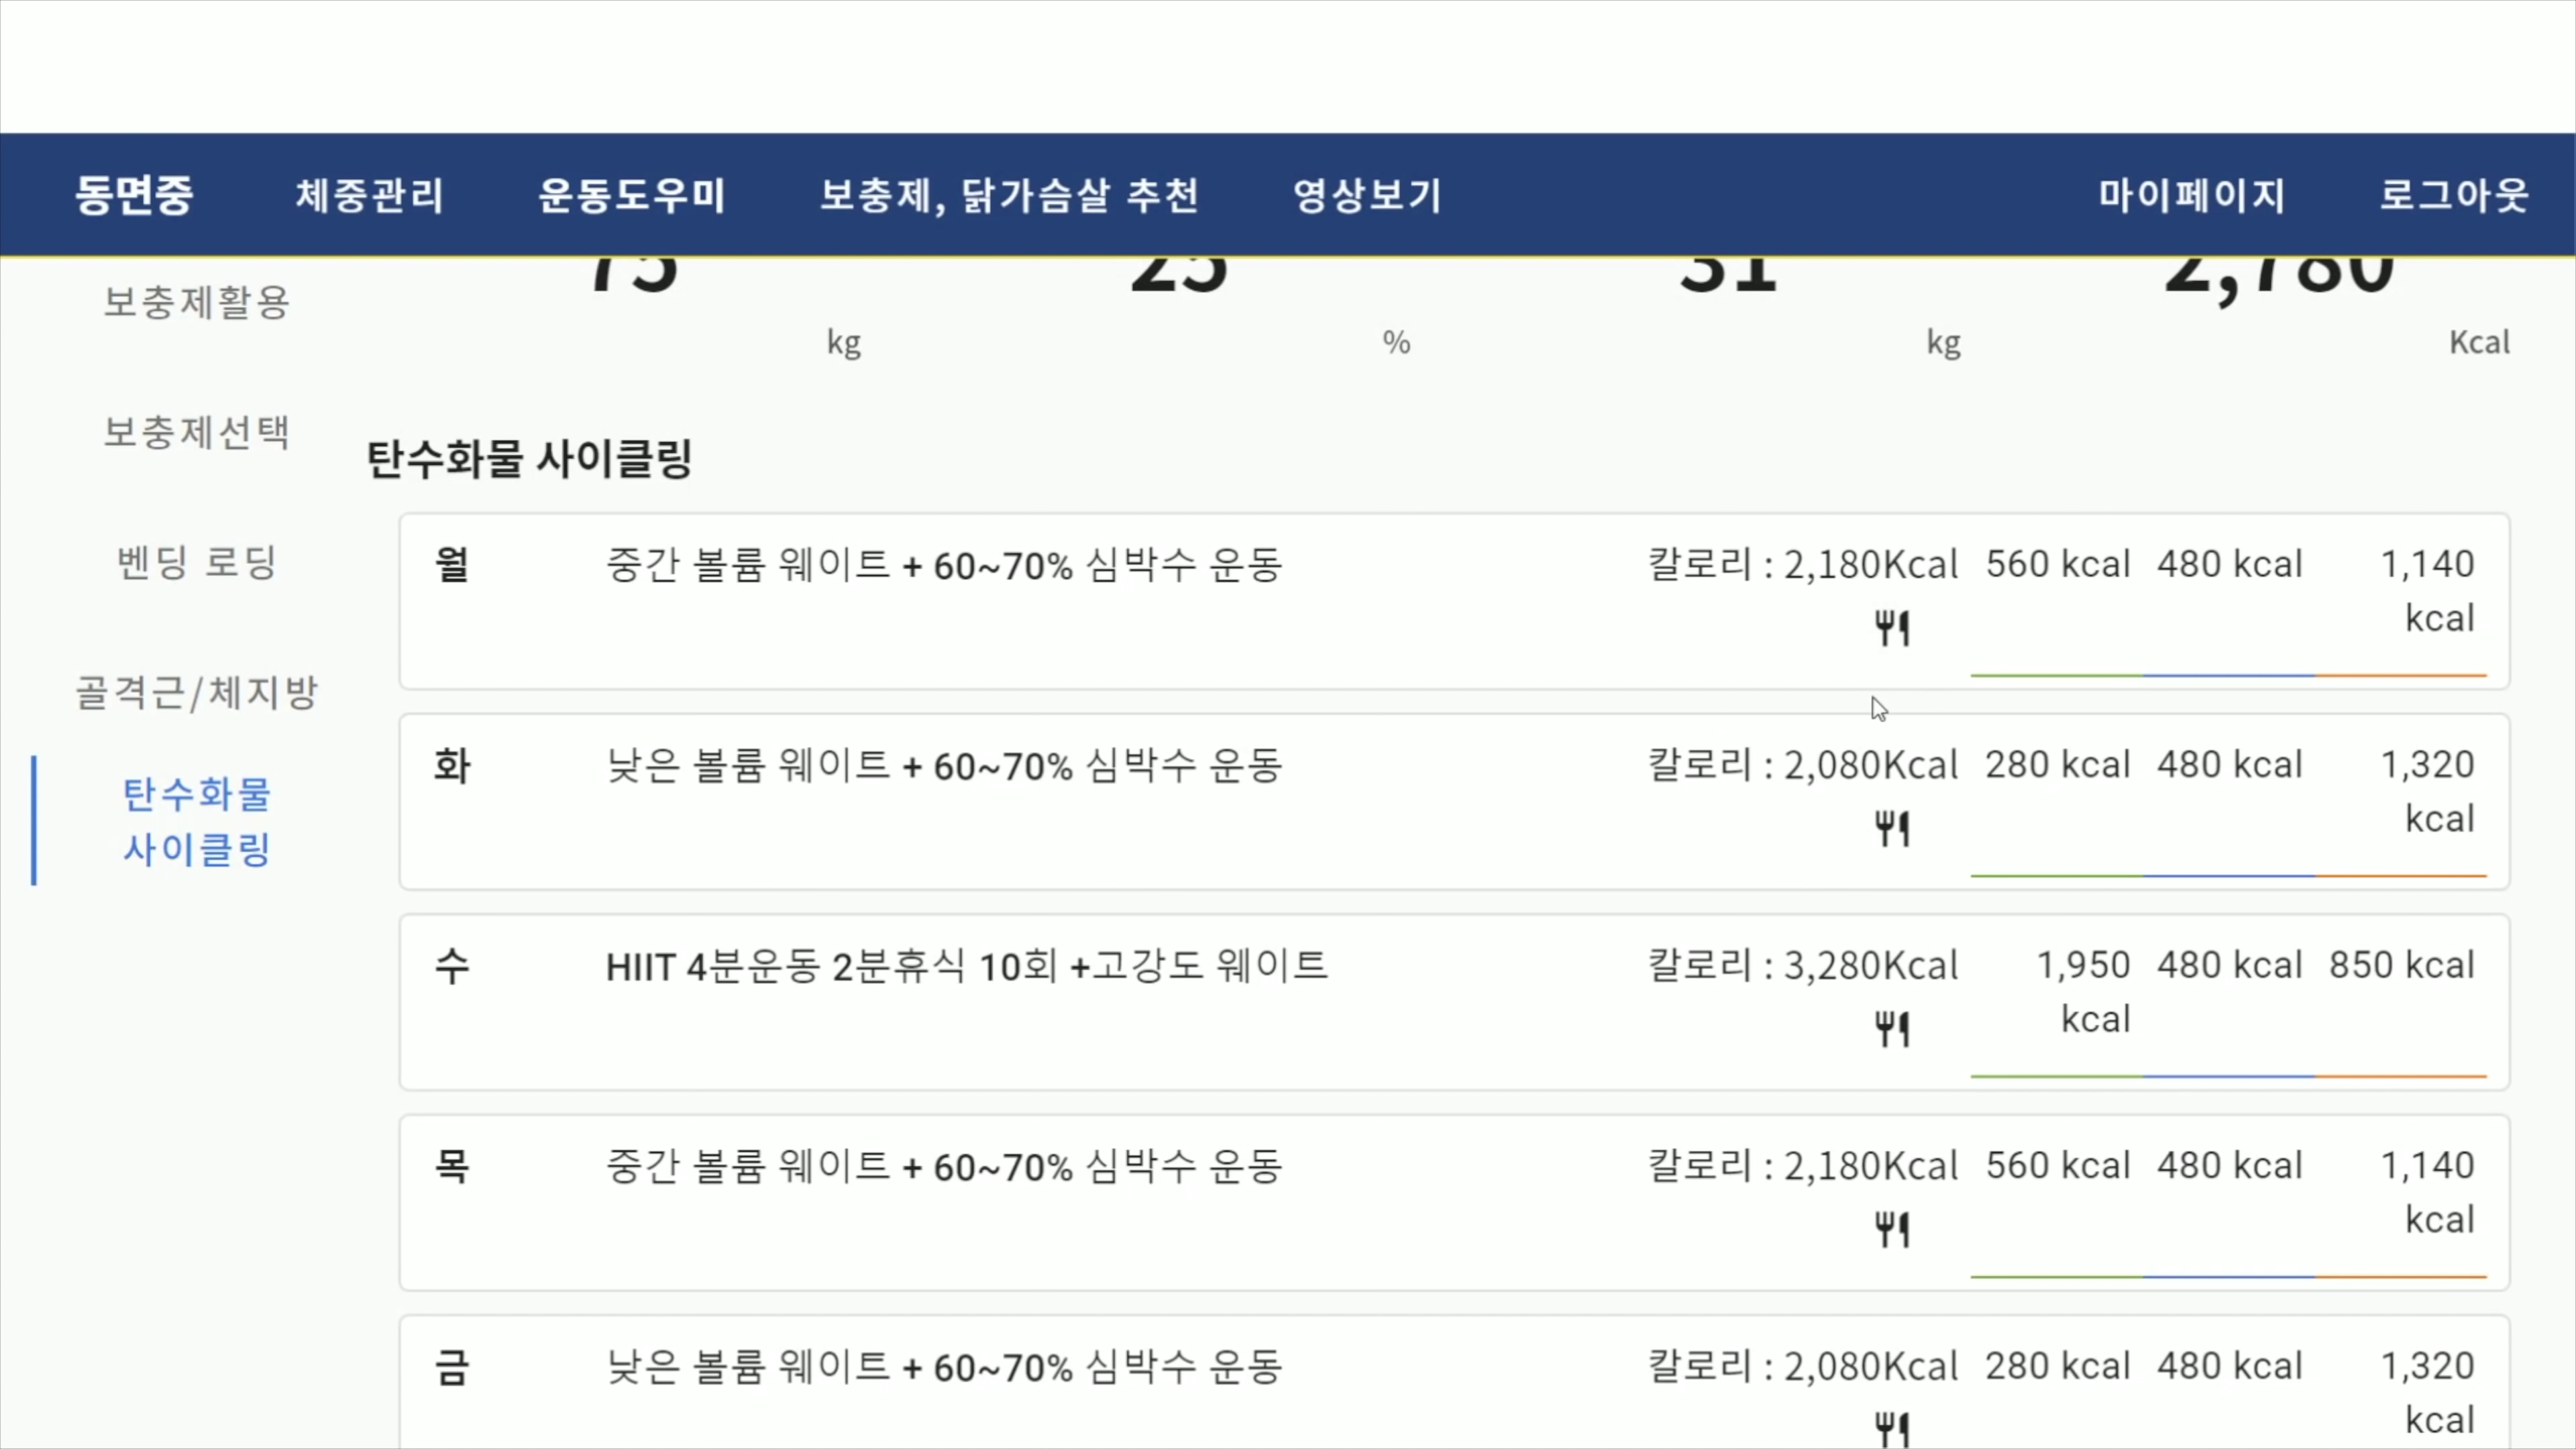 동면중 체중관리 운동도우미 보충제, 닭가슴살 추천 영상보기 마이페이지 로그아웃
75 25 31 2,780
kg % kg Kcal
보충제활용
보충제선택
벤딩 로딩
골격근/체지방
탄수화물
사이클링
탄수화물 사이클링
월 중간 볼륨 웨이트 + 60~70% 심박수 운동 칼로리 : 2,180Kcal 560 kcal 480 kcal 1,140
kcal
화 낮은 볼륨 웨이트 + 60~70% 심박수 운동 칼로리 : 2,080Kcal 280 kcal 480 kcal 1,320
kcal
수 HIIT 4분운동 2분휴식 10회 +고강도 웨이트 칼로리 : 3,280Kcal 1,950 480 kcal 850 kcal
kcal
목 중간 볼륨 웨이트 + 60~70% 심박수 운동 칼로리 : 2,180Kcal 560 kcal 480 kcal 1,140
kcal
금 낮은 볼륨 웨이트 + 60~70% 심박수 운동 칼로리 : 2,080Kcal 280 kcal 480 kcal 1,320
kcal